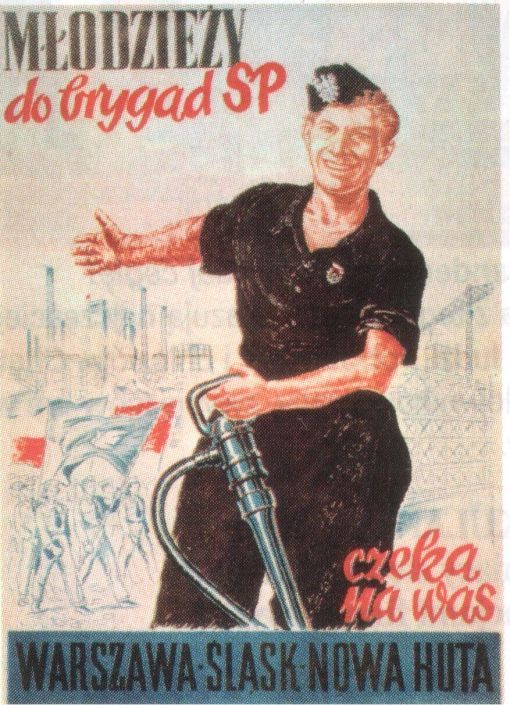 MŁODZIEŻY
do brygad SP
czeka
na was
WARSZAWA-ŚLĄSK-NOWA HUTA